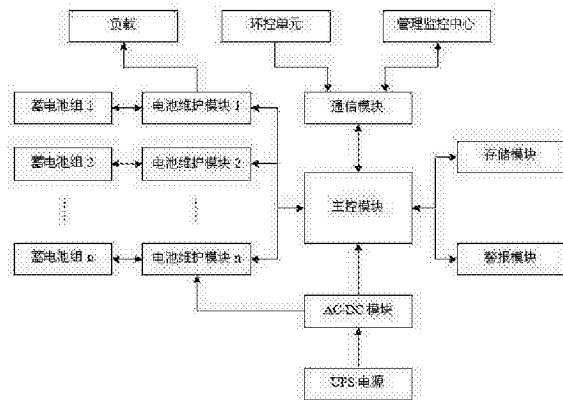 负载
环控单元
管理监控中心
蓄电池组 1
电池维护模块 1
通信模块
蓄电池组 2
电池维护模块 2
存储模块
主控模块
蓄电池组 n
电池维护模块 n
警报模块
AC-DC 模块
UPS 电源